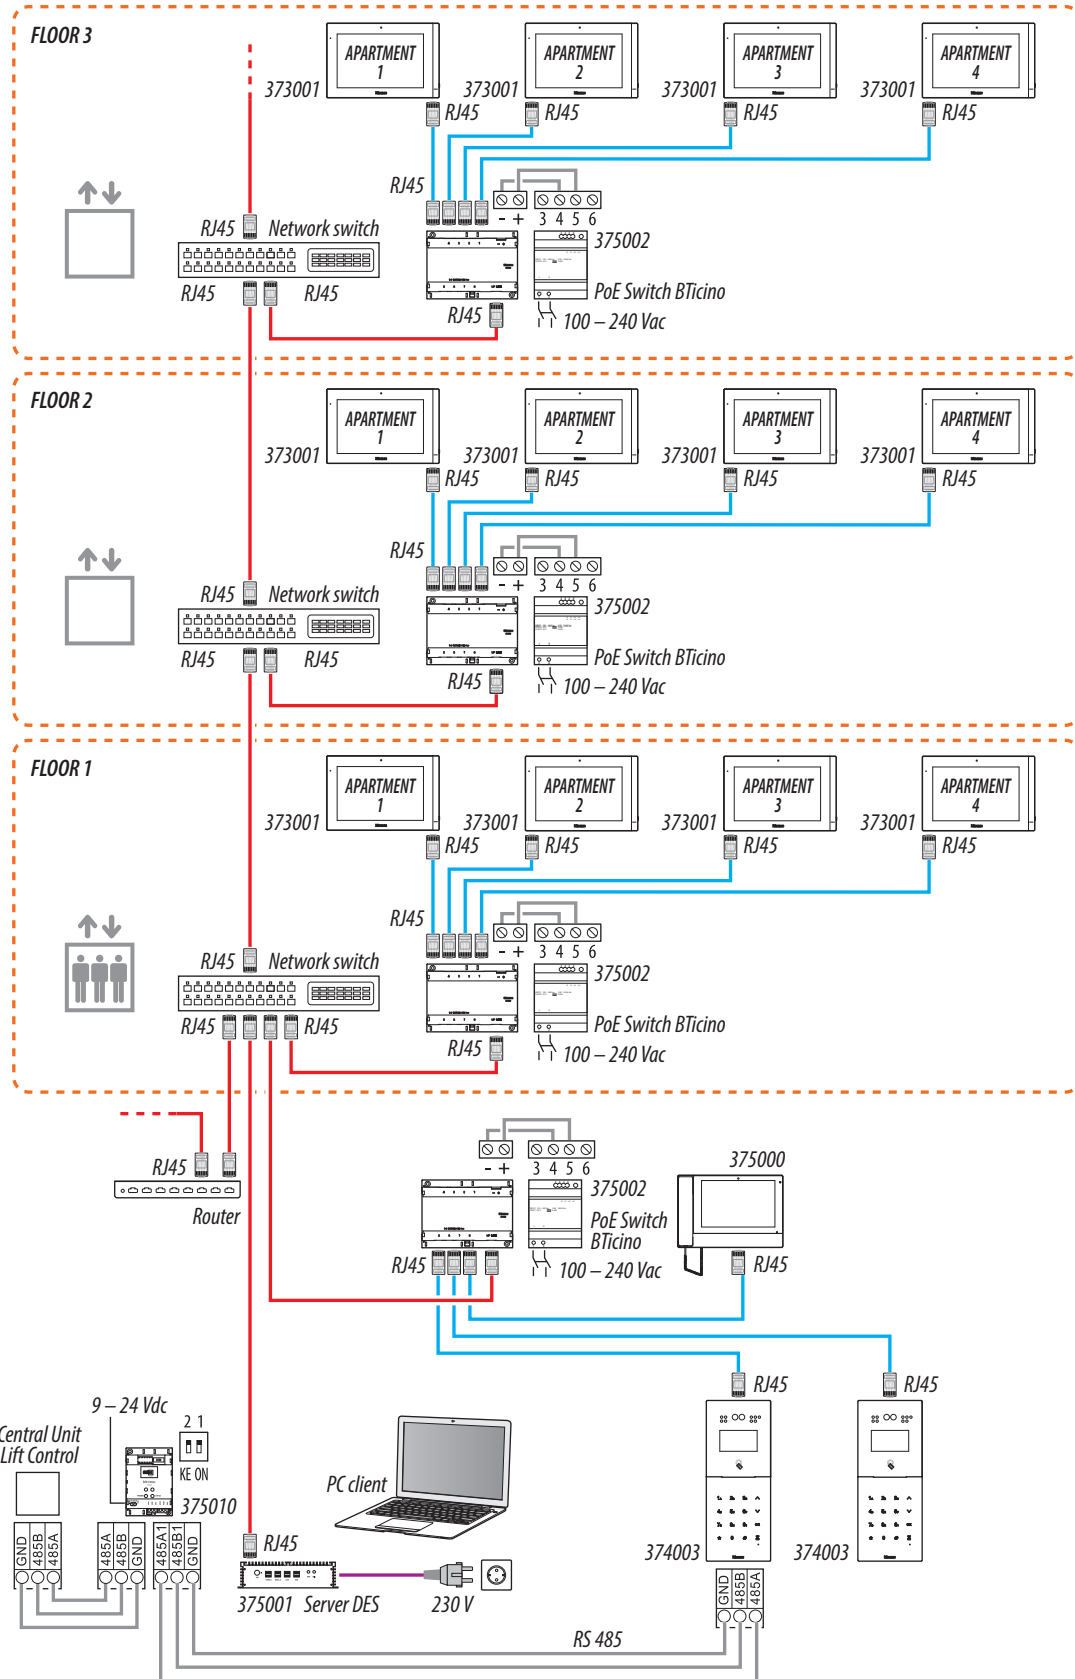 FLOOR 3
APARTMENT 1
APARTMENT 2
APARTMENT 3
APARTMENT 4
373001
373001
373001
373001
RJ45
RJ45
RJ45
RJ45
RJ45
- + 3 4 5 6
RJ45 Network switch
375002
RJ45 RJ45
PoE Switch BTicino
RJ45
100 – 240 Vac
FLOOR 2
APARTMENT 1
APARTMENT 2
APARTMENT 3
APARTMENT 4
373001
373001
373001
373001
RJ45
RJ45
RJ45
RJ45
RJ45
- + 3 4 5 6
RJ45 Network switch
375002
RJ45 RJ45
PoE Switch BTicino
RJ45
100 – 240 Vac
FLOOR 1
APARTMENT 1
APARTMENT 2
APARTMENT 3
APARTMENT 4
373001
373001
373001
373001
RJ45
RJ45
RJ45
RJ45
RJ45
- + 3 4 5 6
RJ45 Network switch
375002
RJ45 RJ45
PoE Switch BTicino
RJ45
100 – 240 Vac
RJ45
Router
- + 3 4 5 6
375002
PoE Switch
BTicino
RJ45
100 – 240 Vac
375000
RJ45
RJ45
RJ45
9 – 24 Vdc
2 1
KE ON
Central Unit
Lift Control
375010
PC client
374003
374003
GND 485B 485A
485A 485B GND
485A1 485B1 GND
RJ45
375001 Server DES
230 V
GND 485B 485A
RS 485